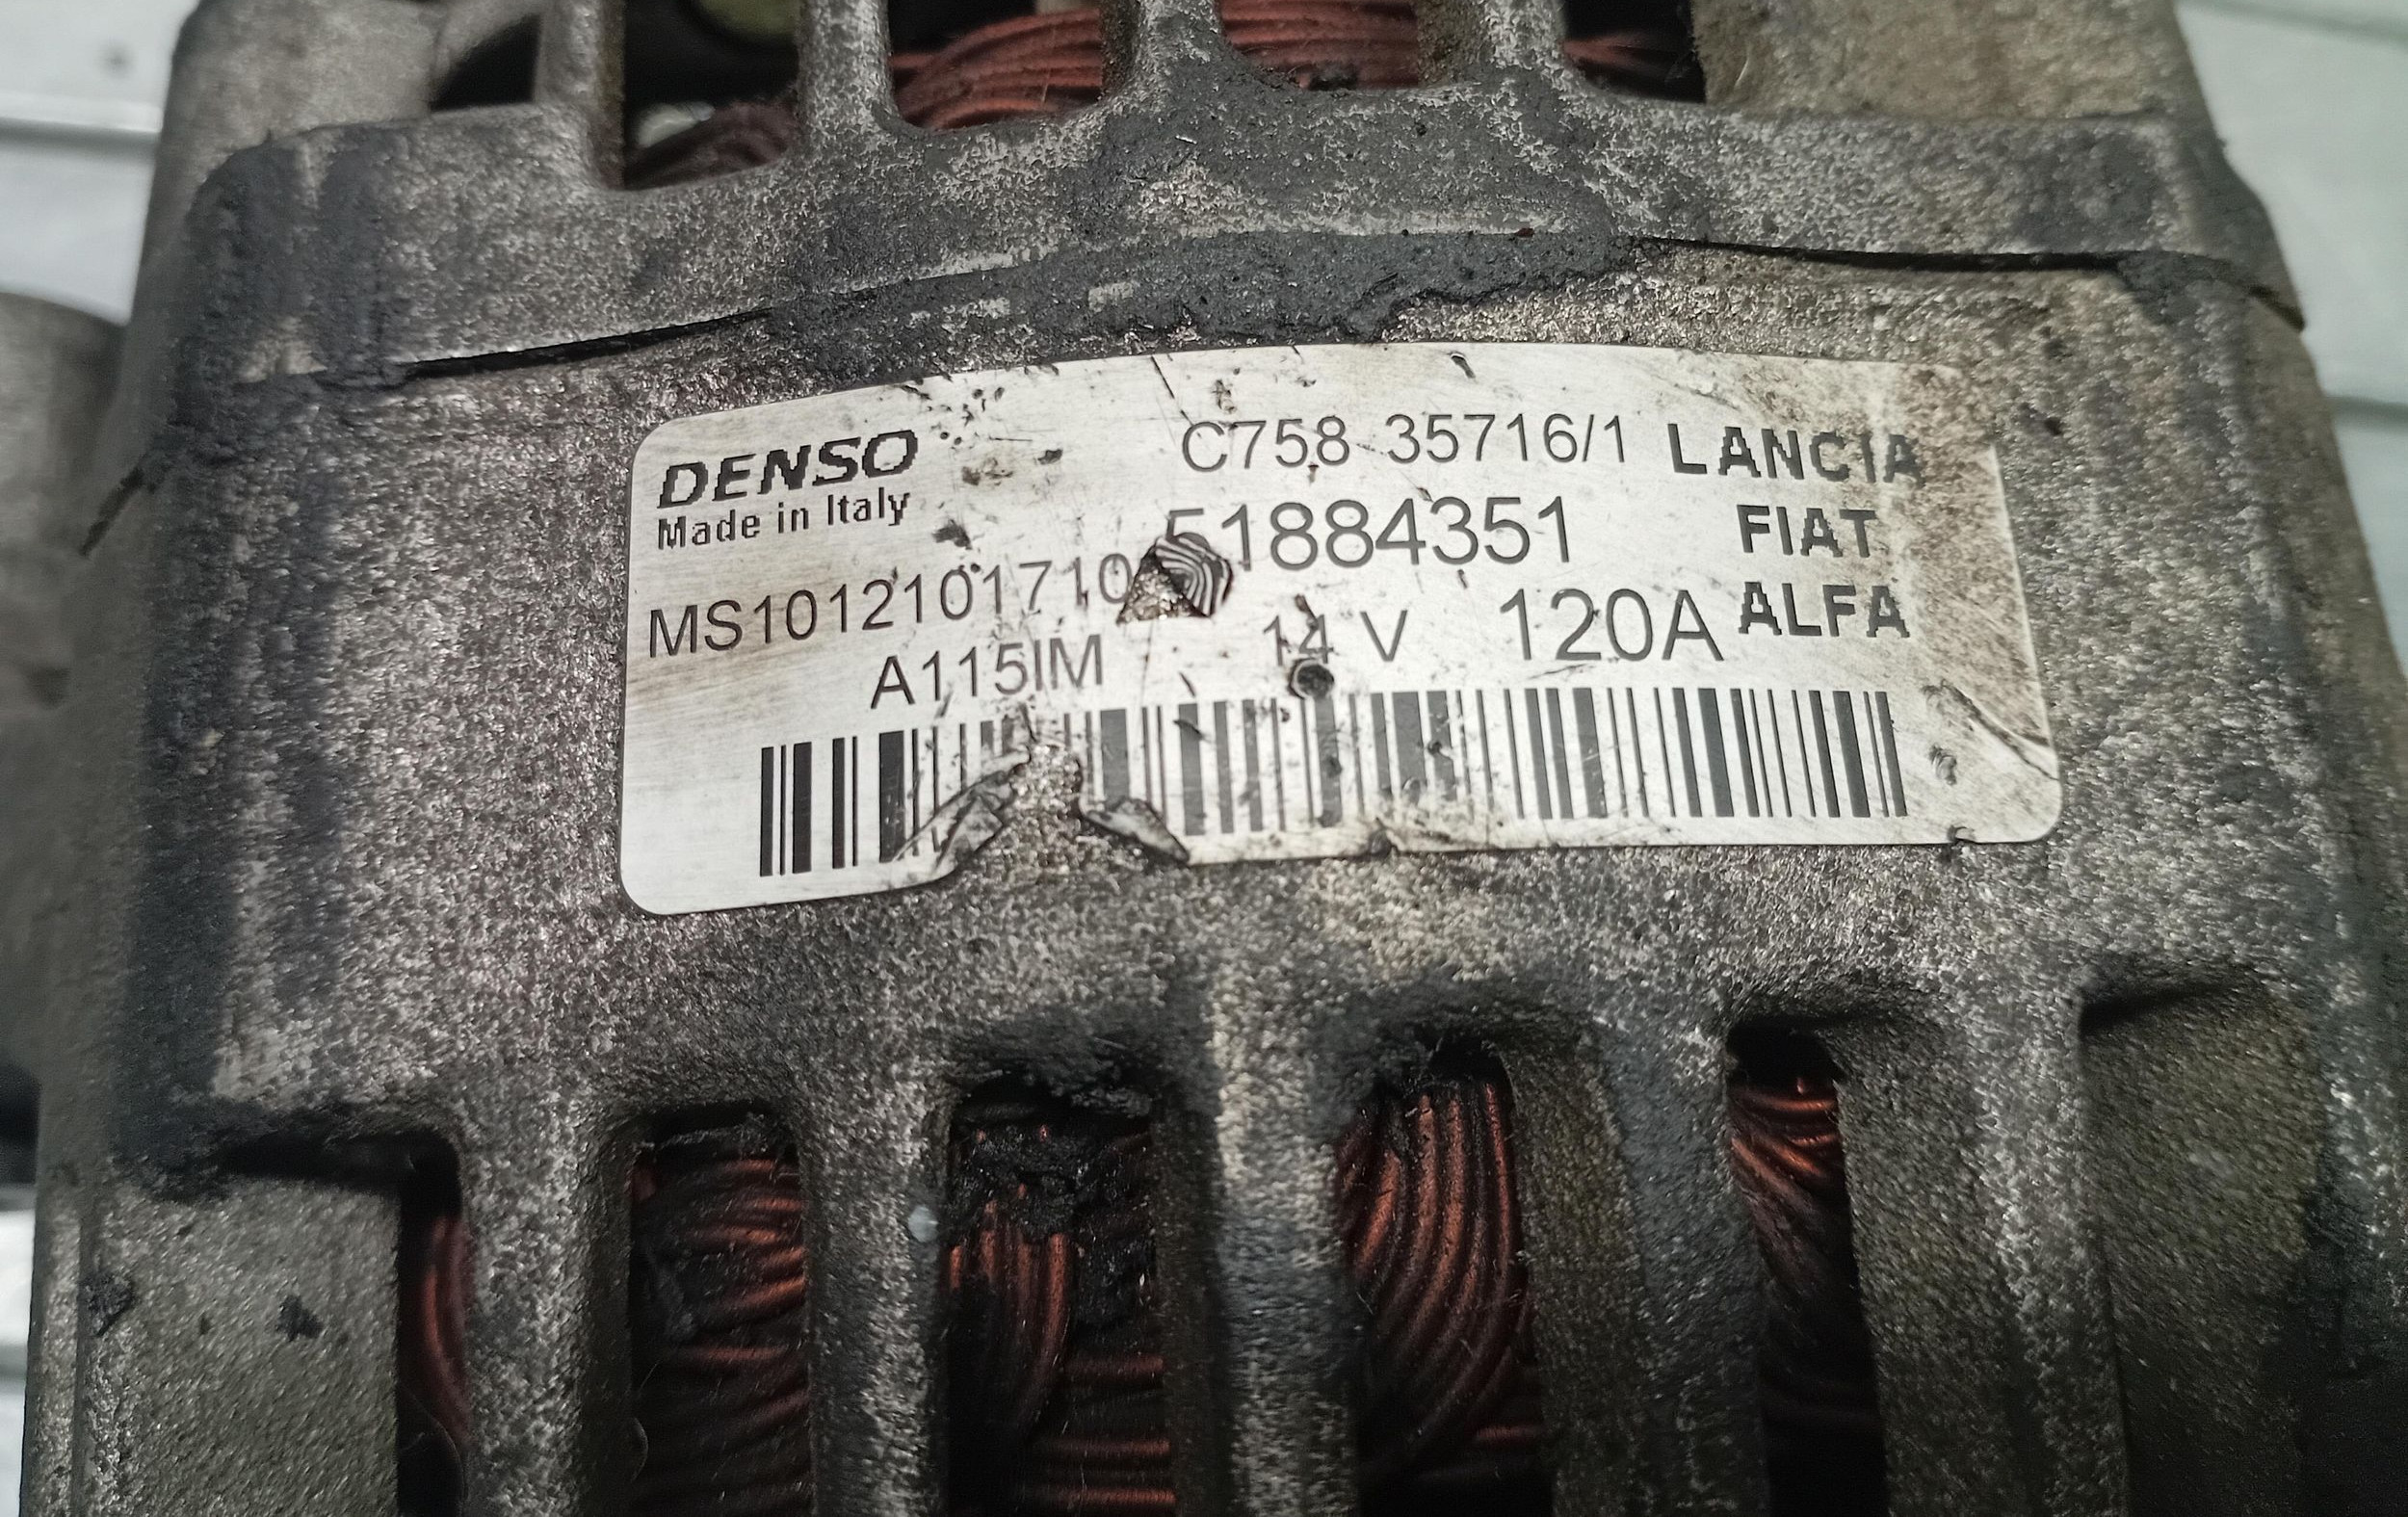 DENSO
Made in Italy
C758 35716/1
51884351
MS1012101710
A115IM
14 V 120A
LANCIA
FIAT
ALFA